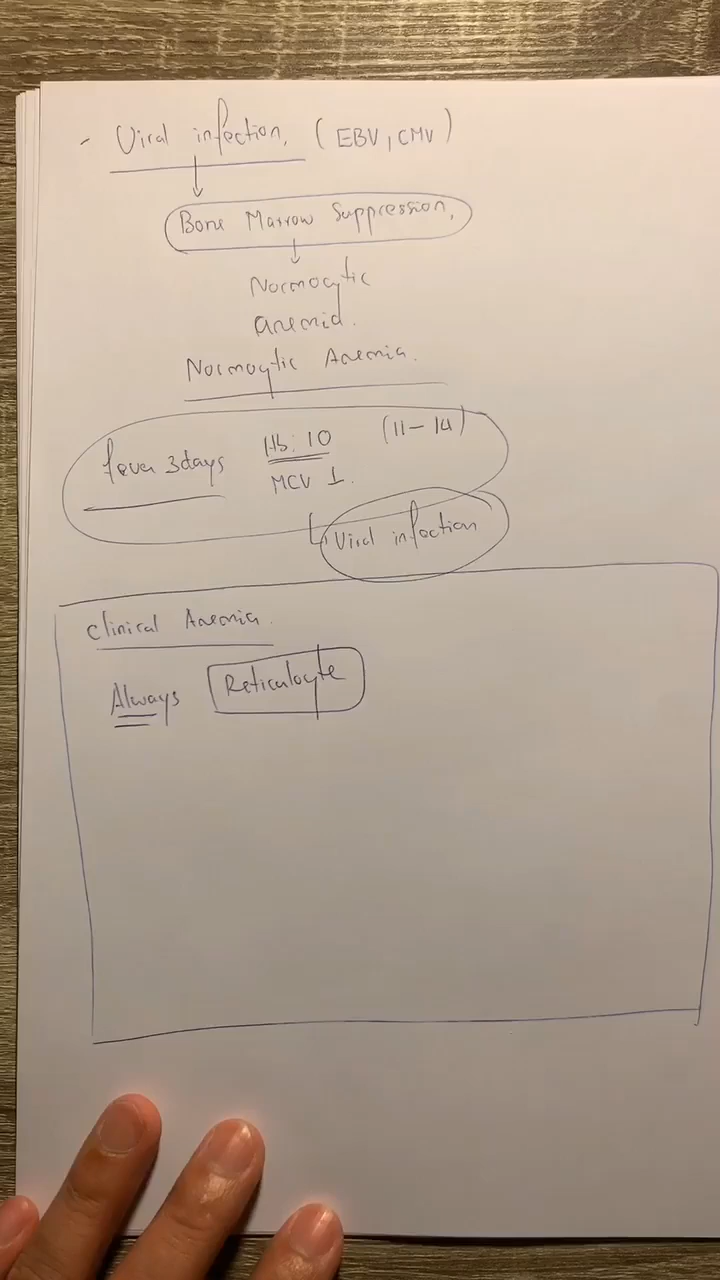 - Viral infection, (EBV, CMV)
Bone Marrow Suppression,
Normocytic
anemia.
Normocytic Anemia.
fever 3days Hb: 10 (11-14)
MCV ⊥.
Viral infection
Clinical Anemia.
Always Reticulocyte